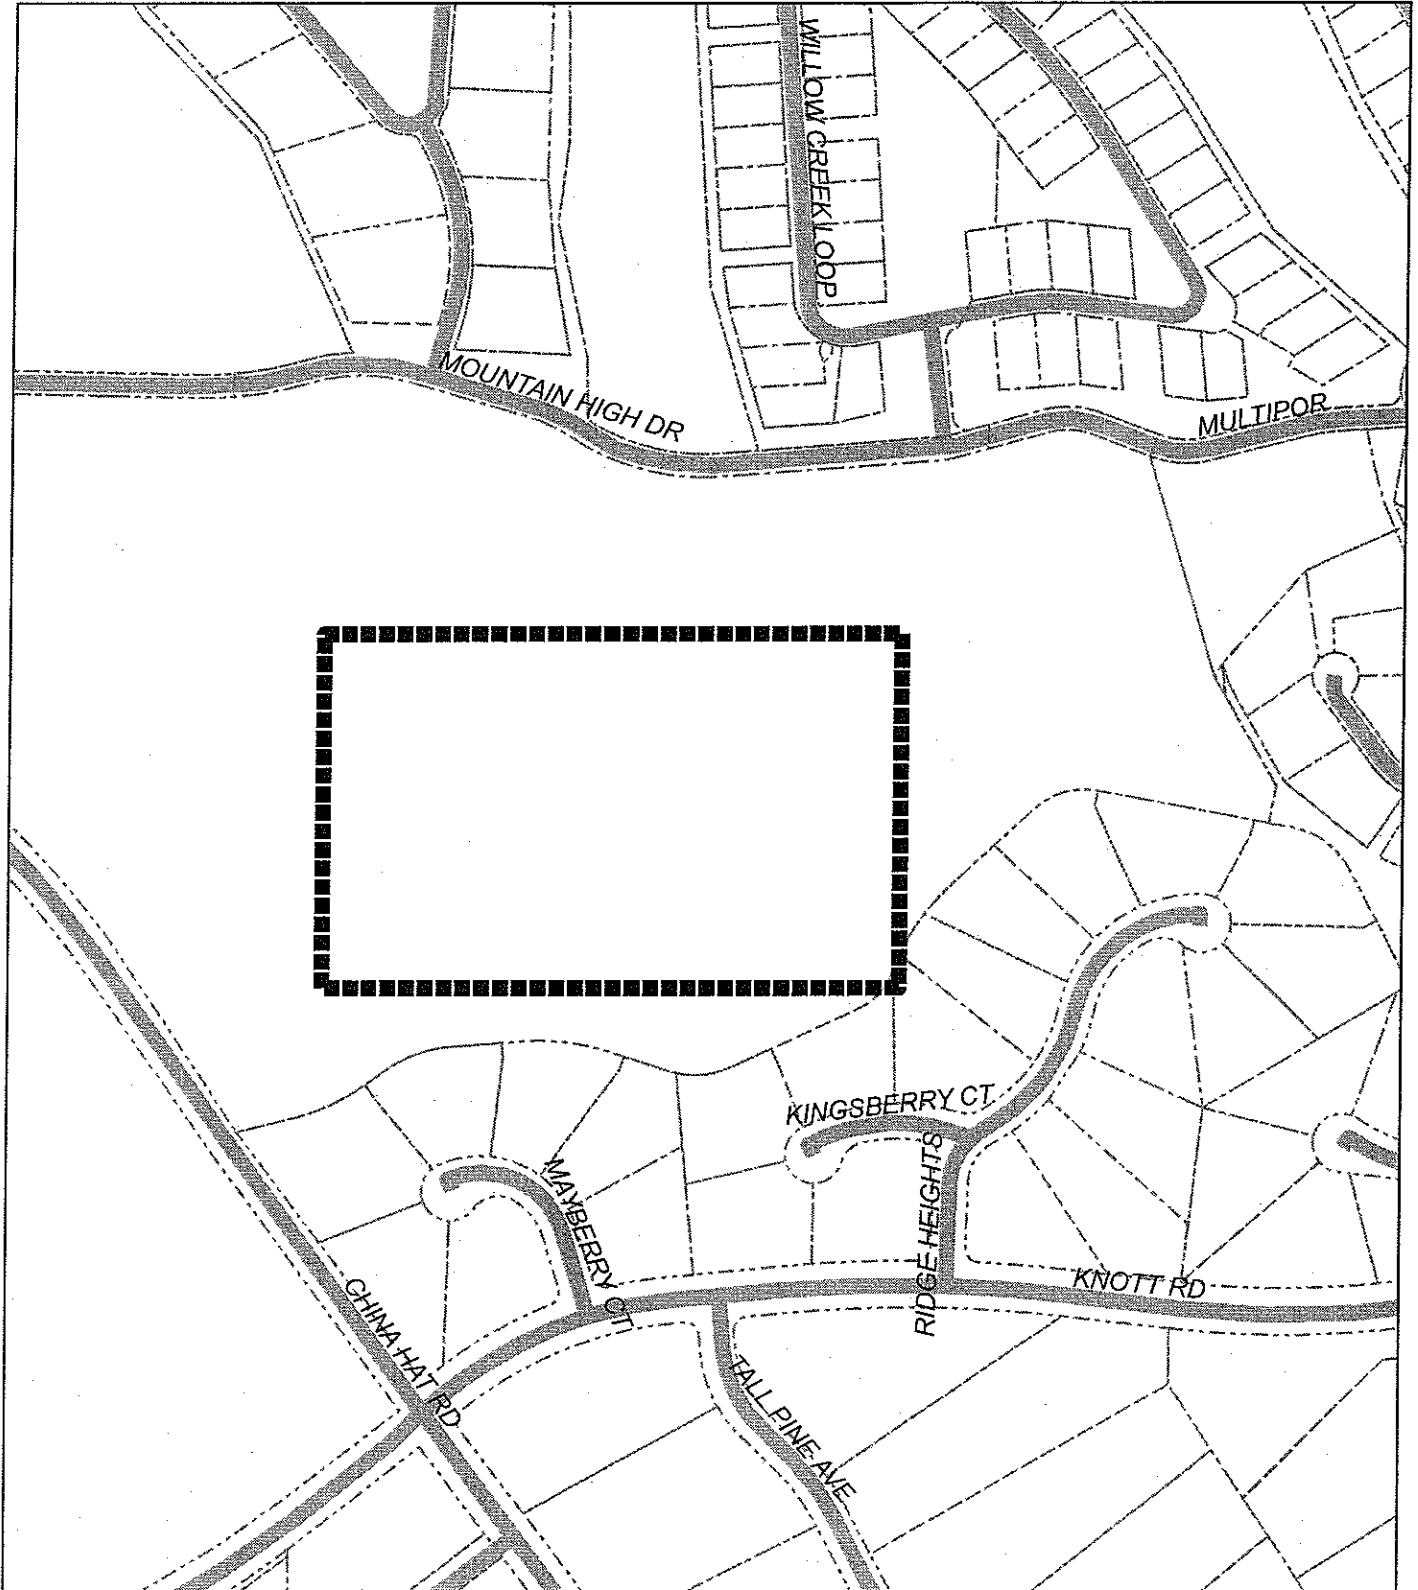 WILLOW CREEK LOOP
MOUNTAIN HIGH DR
MULTIPOR
KINGSBERRY CT
RIDGE HEIGHTS
MAYBERRY CT
KNOTT RD
CHINA HAT RD
TALL PINE AVE